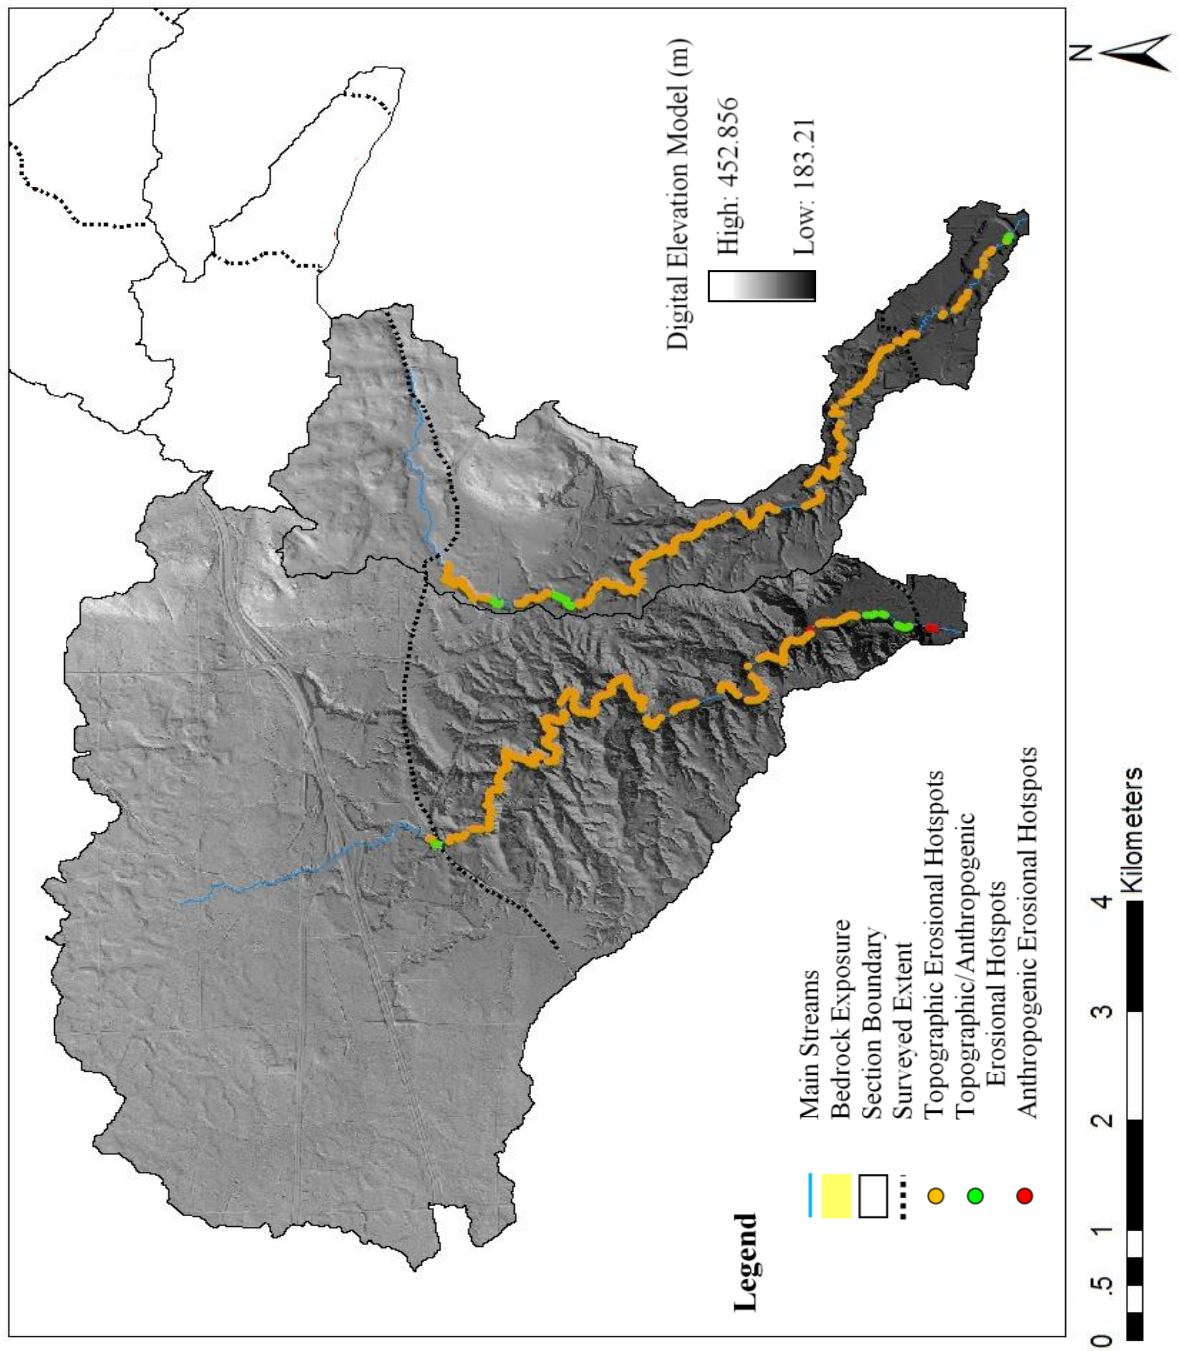 N
Digital Elevation Model (m)
High: 452.856
Low: 183.21
Legend
Main Streams
Bedrock Exposure
Section Boundary
Surveyed Extent
Topographic Erosional Hotspots
Topographic/Anthropogenic
Erosional Hotspots
Anthropogenic Erosional Hotspots
0 .5 1 2 3 4
Kilometers